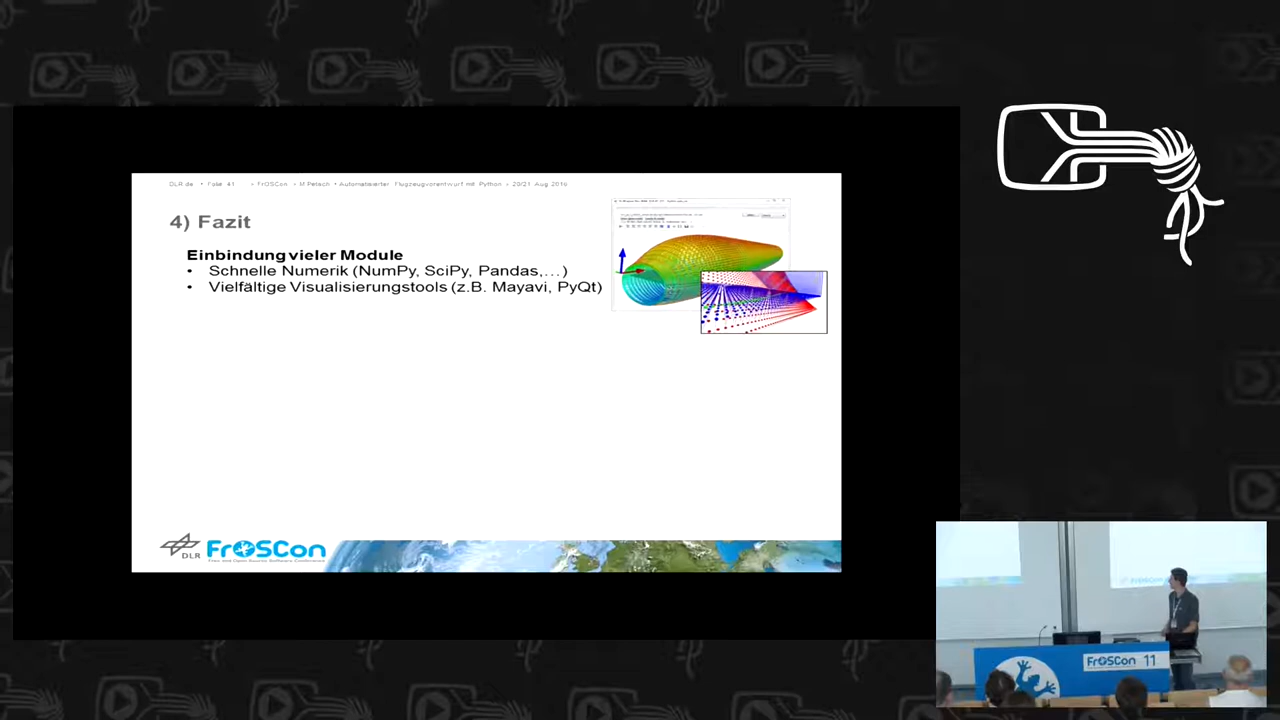 DLR.de • Folie 41 > FrOSCon > M Petsch • Automatisierter Flugzeugvorentwurf mit Python > 20/21 Aug 2016
4) Fazit
Einbindung vieler Module
• Schnelle Numerik (NumPy, SciPy, Pandas,…)
• Vielfältige Visualisierungstools (z.B. Mayavi, PyQt)
DLR
FrOSCon
Free and Open Source Software Conference
FrOSCon 11